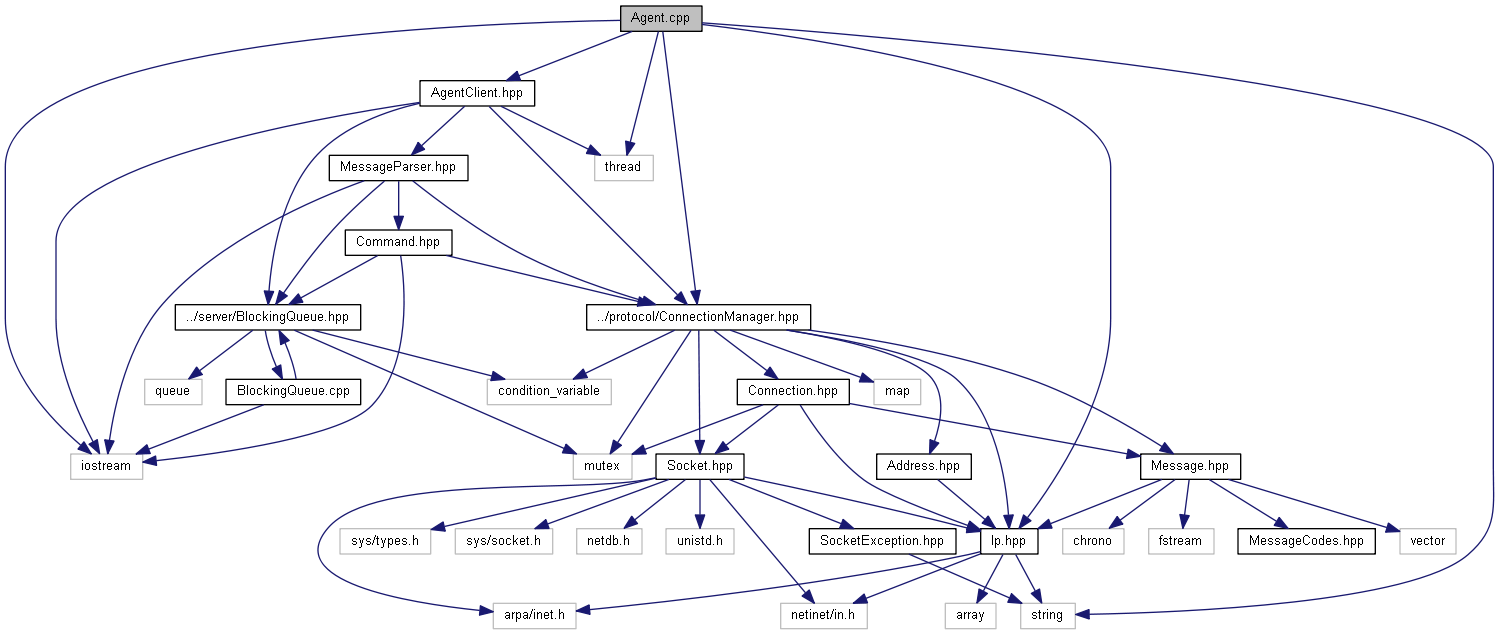 Agent.cpp
AgentClient.hpp
MessageParser.hpp
thread
Command.hpp
../server/BlockingQueue.hpp
../protocol/ConnectionManager.hpp
queue
BlockingQueue.cpp
condition_variable
Connection.hpp
map
iostream
mutex
Socket.hpp
Address.hpp
Message.hpp
sys/types.h
sys/socket.h
netdb.h
unistd.h
SocketException.hpp
Ip.hpp
chrono
fstream
MessageCodes.hpp
vector
arpa/inet.h
netinet/in.h
array
string